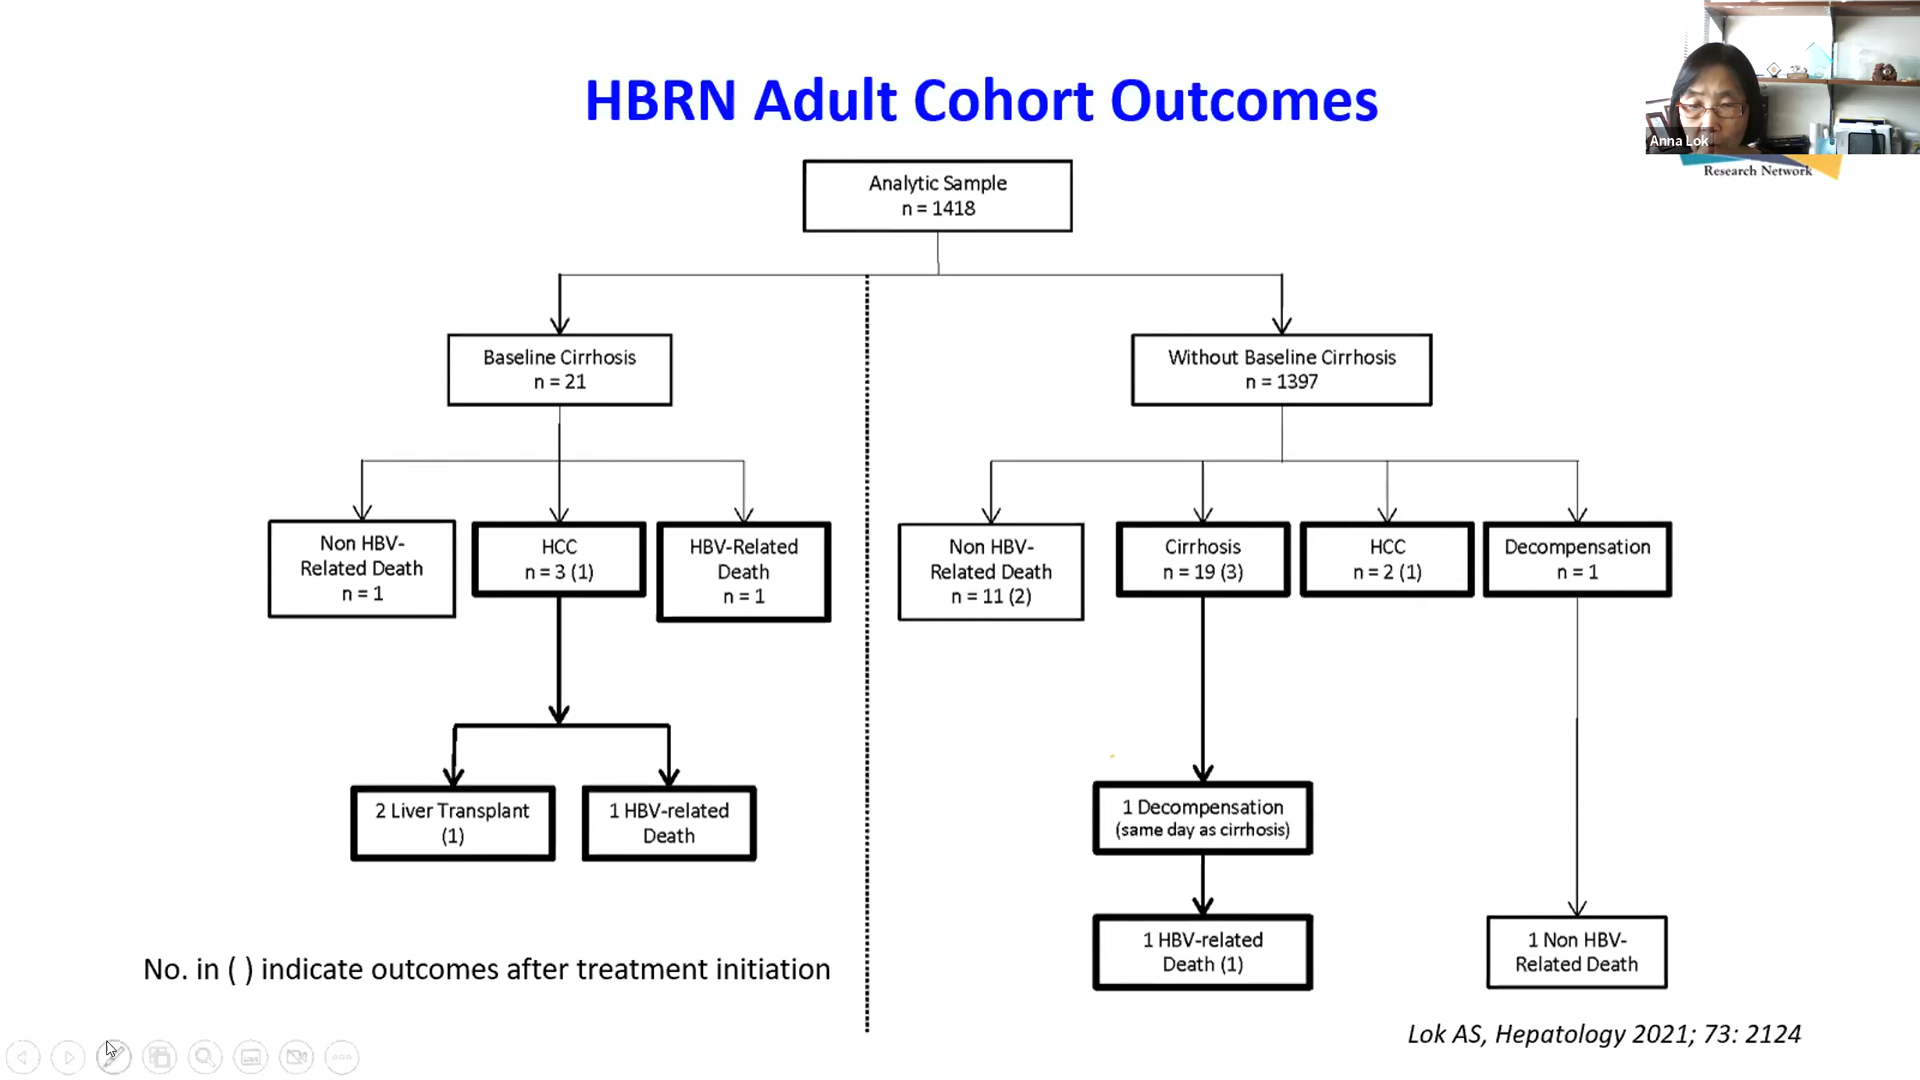 HBRN Adult Cohort Outcomes
Anna Lok
Research Network
Analytic Sample
n = 1418
Baseline Cirrhosis
n = 21
Without Baseline Cirrhosis
n = 1397
Non HBV-
Related Death
n = 1
HCC
n = 3 (1)
HBV-Related
Death
n = 1
Non HBV-
Related Death
n = 11 (2)
Cirrhosis
n = 19 (3)
HCC
n = 2 (1)
Decompensation
n = 1
2 Liver Transplant
(1)
1 HBV-related
Death
1 Decompensation
(same day as cirrhosis)
1 HBV-related
Death (1)
1 Non HBV-
Related Death
No. in ( ) indicate outcomes after treatment initiation
Lok AS, Hepatology 2021; 73: 2124